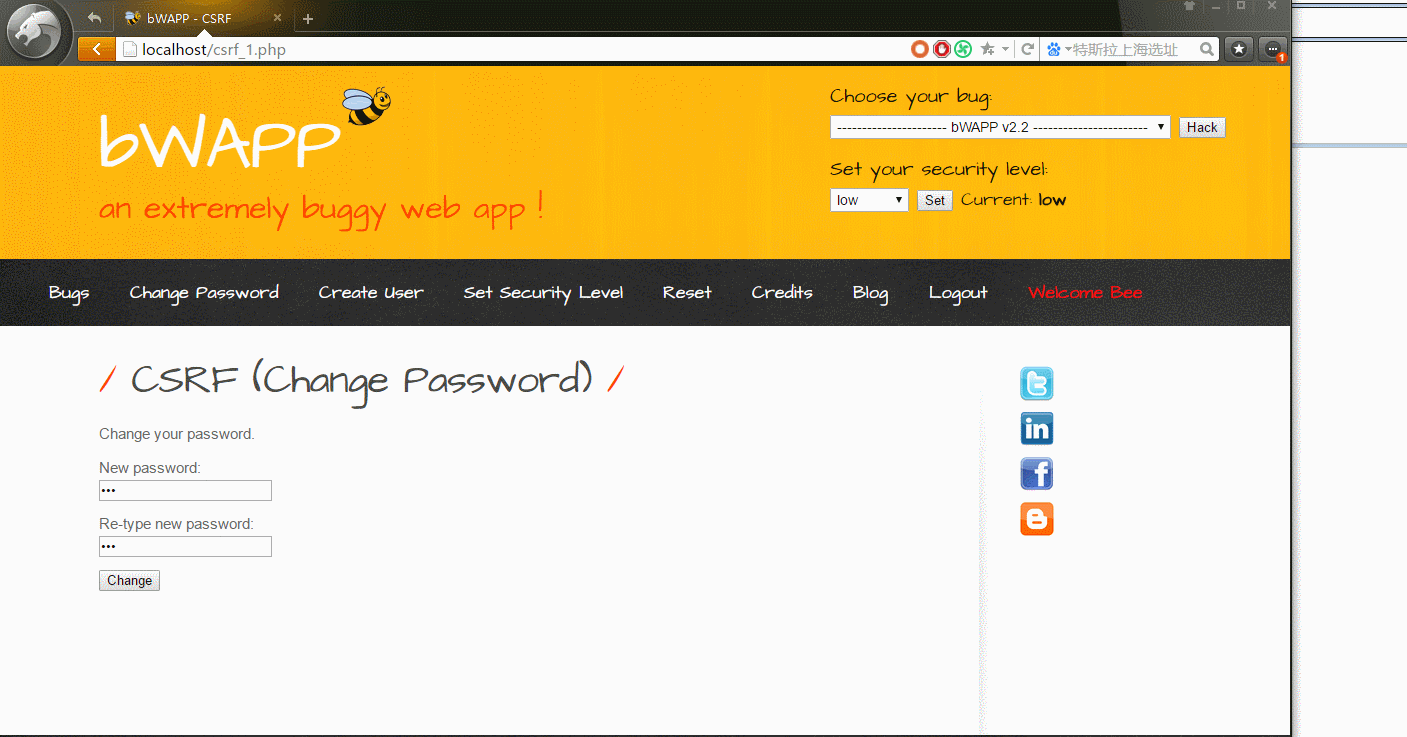 bWAPP - CSRF
localhost/csrf_1.php
特斯拉上海选址
1
bWAPP
an extremely buggy web app !
Choose your bug:
---------------------- bWAPP v2.2 -----------------------
Hack
Set your security level:
low
Set
Current: low
Bugs
Change Password
Create User
Set Security Level
Reset
Credits
Blog
Logout
Welcome Bee
/ CSRF (Change Password) /
Change your password.
New password:
•••
Re-type new password:
•••
Change